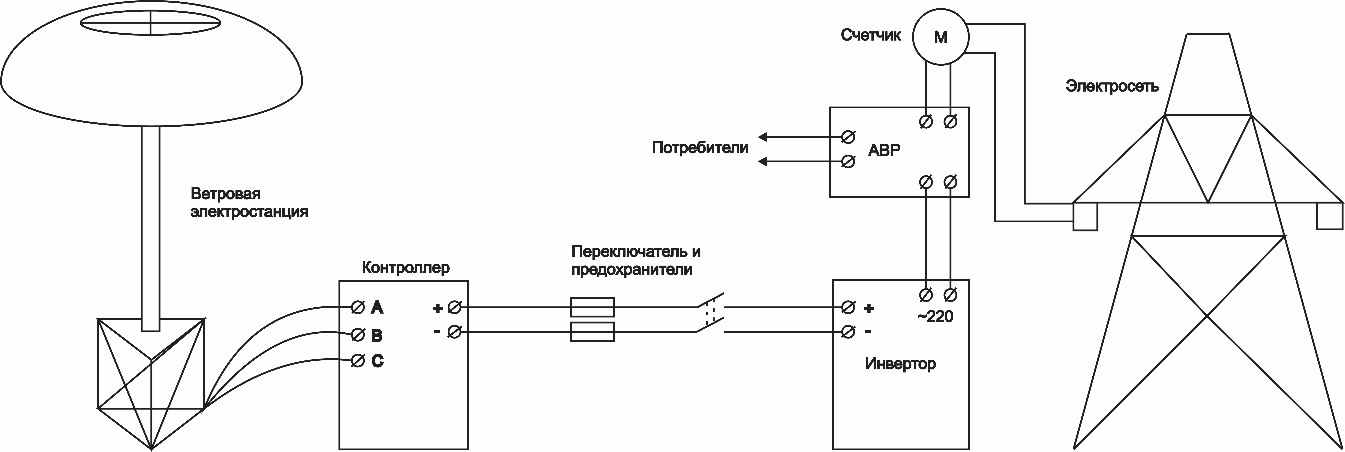 Счетчик
М
Электросеть
Потребители
АВР
Ветровая
электростанция
Переключатель и
предохранители
Контроллер
A
B
C
+
-
+
-
~220
Инвертор